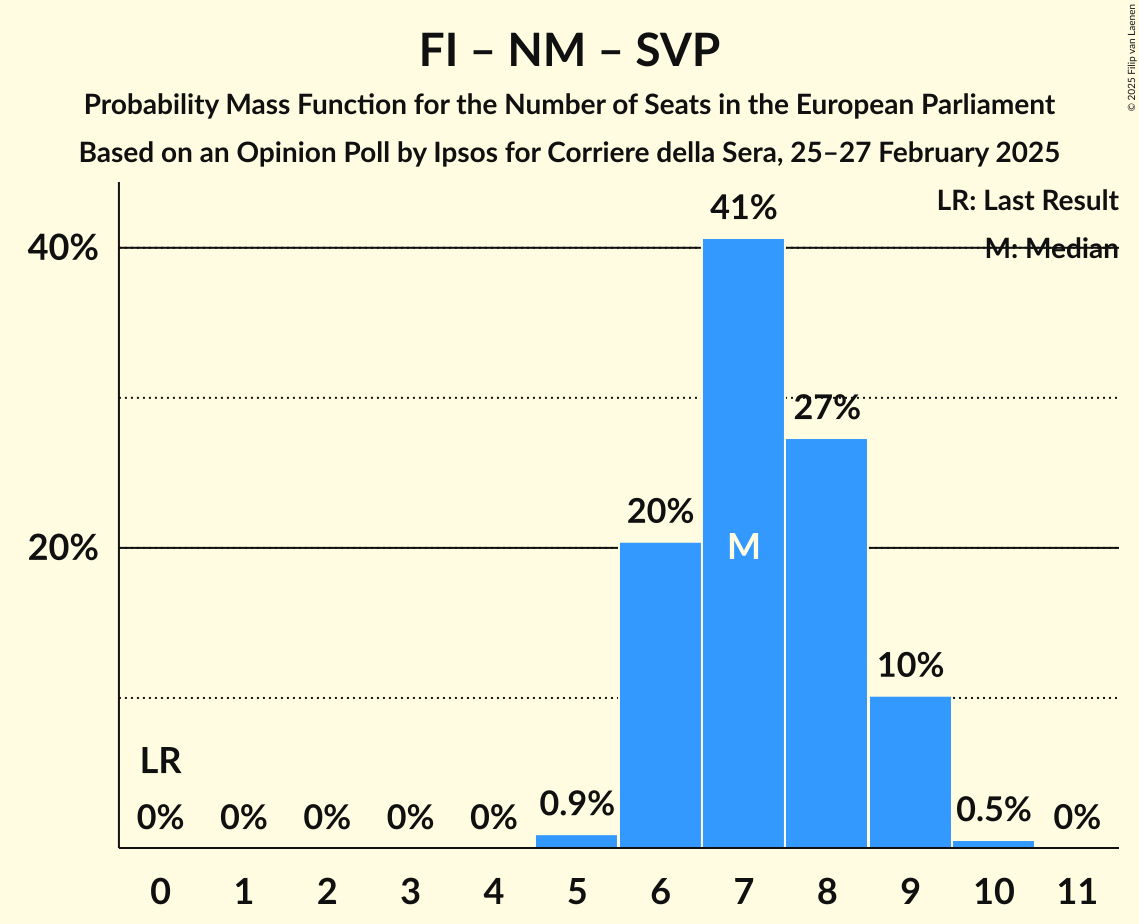 FI – NM – SVP
Probability Mass Function for the Number of Seats in the European Parliament
Based on an Opinion Poll by Ipsos for Corriere della Sera, 25–27 February 2025
© 2025 Filip van Laenen
LR: Last Result
M: Median
40%
20%
LR
0%
0%
0%
0%
0%
0.9%
20%
41%
M
27%
10%
0.5%
0%
0 1 2 3 4 5 6 7 8 9 10 11